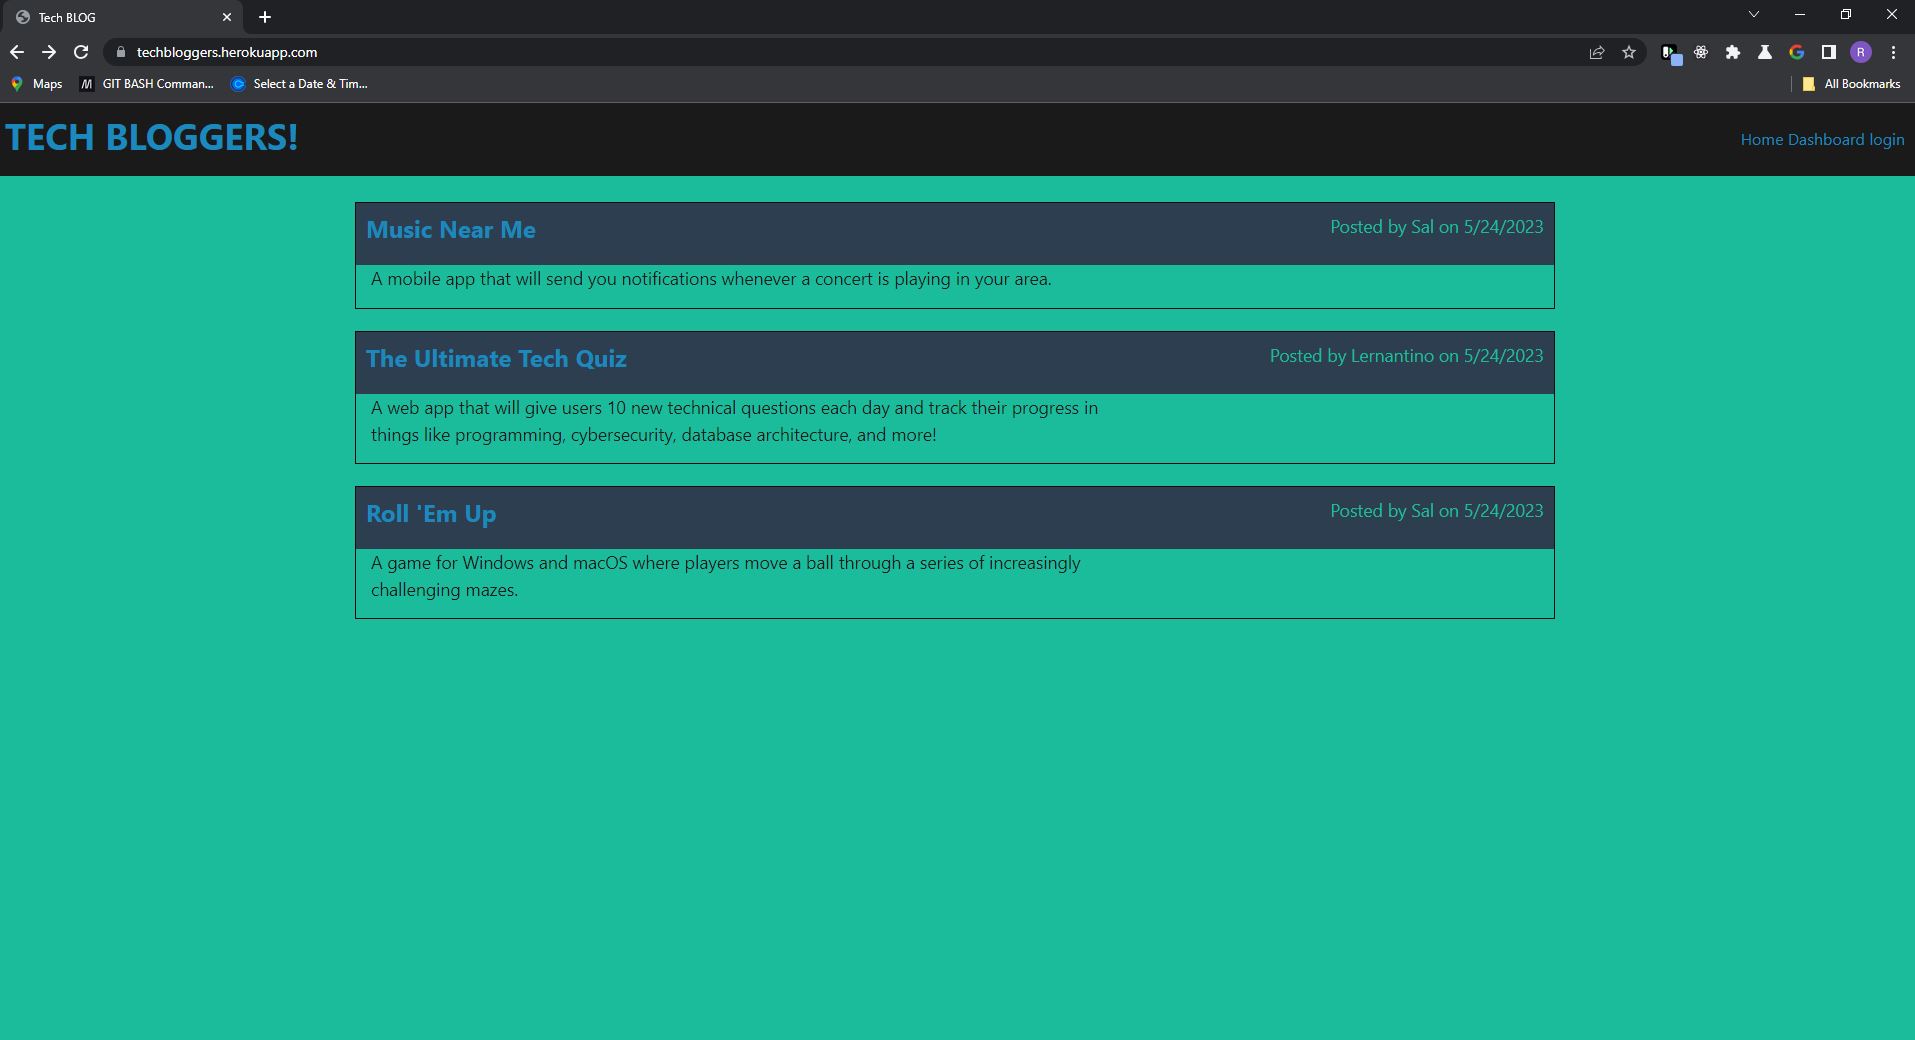 Tech BLOG
techbloggers.herokuapp.com
R
Maps
GIT BASH Comman...
Select a Date & Tim...
All Bookmarks
TECH BLOGGERS!
Home Dashboard login
Music Near Me
Posted by Sal on 5/24/2023
A mobile app that will send you notifications whenever a concert is playing in your area.
The Ultimate Tech Quiz
Posted by Lernantino on 5/24/2023
A web app that will give users 10 new technical questions each day and track their progress in
things like programming, cybersecurity, database architecture, and more!
Roll 'Em Up
Posted by Sal on 5/24/2023
A game for Windows and macOS where players move a ball through a series of increasingly
challenging mazes.